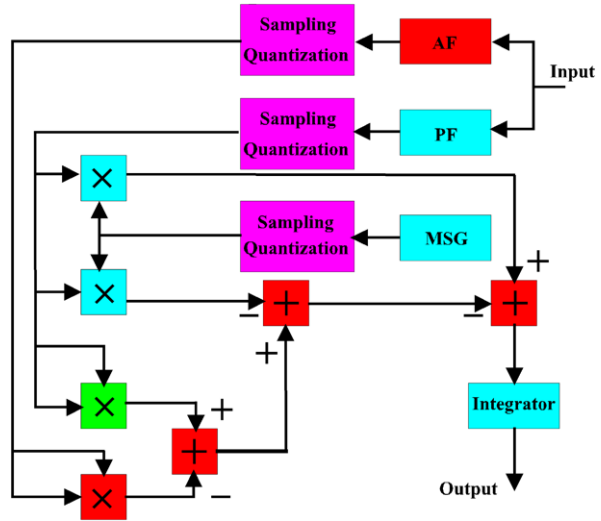 Sampling
Quantization
AF
Input
Sampling
Quantization
PF
×
Sampling
Quantization
MSG
+
×
−
+
−
+
+
×
+
Integrator
+
×
−
Output